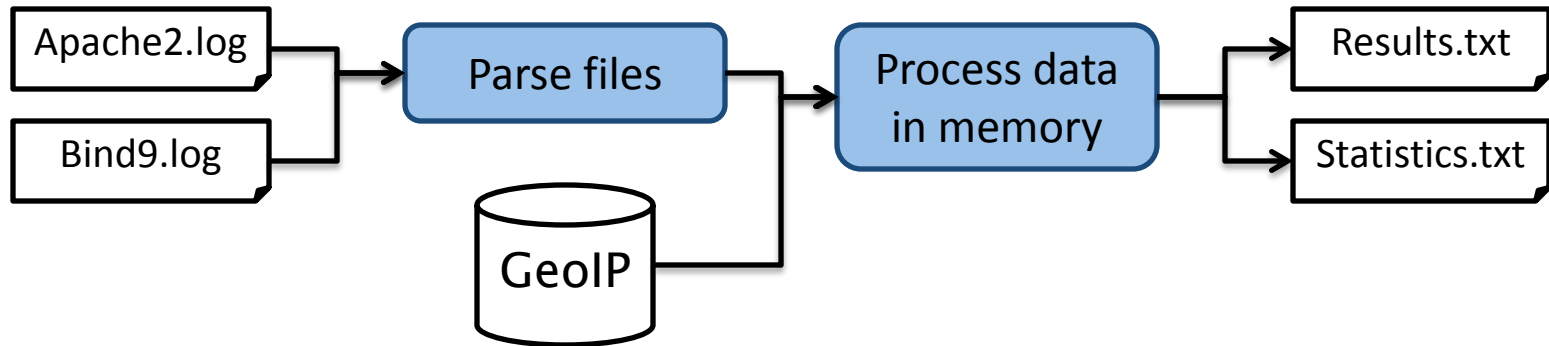 Apache2.log
Bind9.log
Parse files
GeoIP
Process data
in memory
Results.txt
Statistics.txt